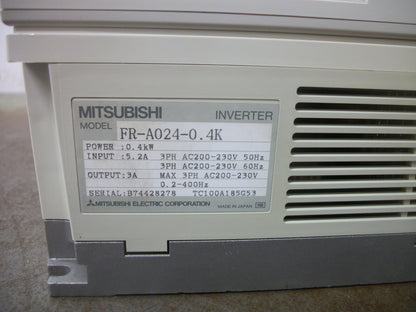 MITSUBISHI INVERTER
MODEL FR-A024-0.4K
POWER :0.4kW
INPUT :5.2A 3PH AC200-230V 50Hz
3PH AC200-230V 60Hz
OUTPUT:3A MAX 3PH AC200-230V
0.2-400Hz
SERIAL:B74428278 TC100A185G53
MITSUBISHI ELECTRIC CORPORATION MADE IN JAPAN